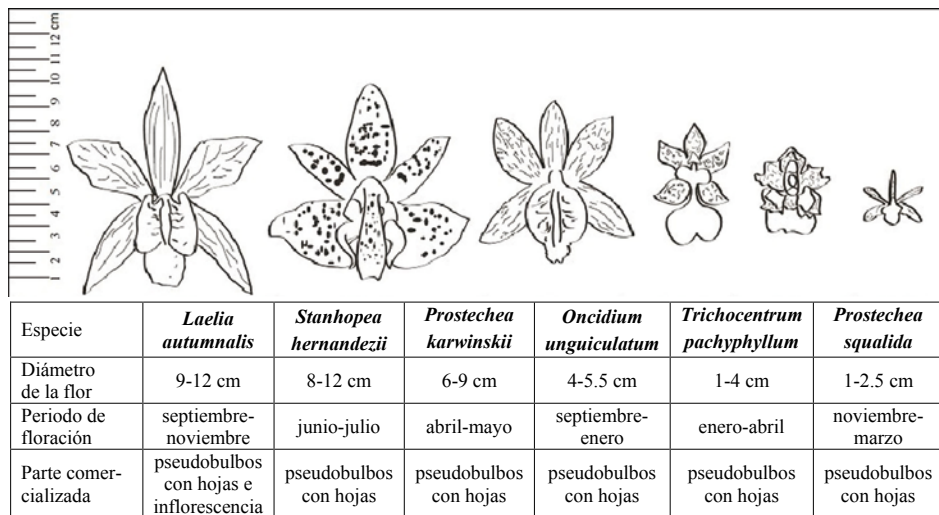 1 2 3 4 5 6 7 8 9 10 11 12 cm
Especie
Laelia
autumnalis
Stanhopea
hernandezii
Prostechea
karwinskii
Oncidium
unguiculatum
Trichocentrum
pachyphyllum
Prostechea
squalida
Diámetro
de la flor
9-12 cm
8-12 cm
6-9 cm
4-5.5 cm
1-4 cm
1-2.5 cm
Periodo de
floración
septiembre-
noviembre
junio-julio
abril-mayo
septiembre-
enero
enero-abril
noviembre-
marzo
Parte comer-
cializada
pseudobulbos
con hojas e
inflorescencia
pseudobulbos
con hojas
pseudobulbos
con hojas
pseudobulbos
con hojas
pseudobulbos
con hojas
pseudobulbos
con hojas